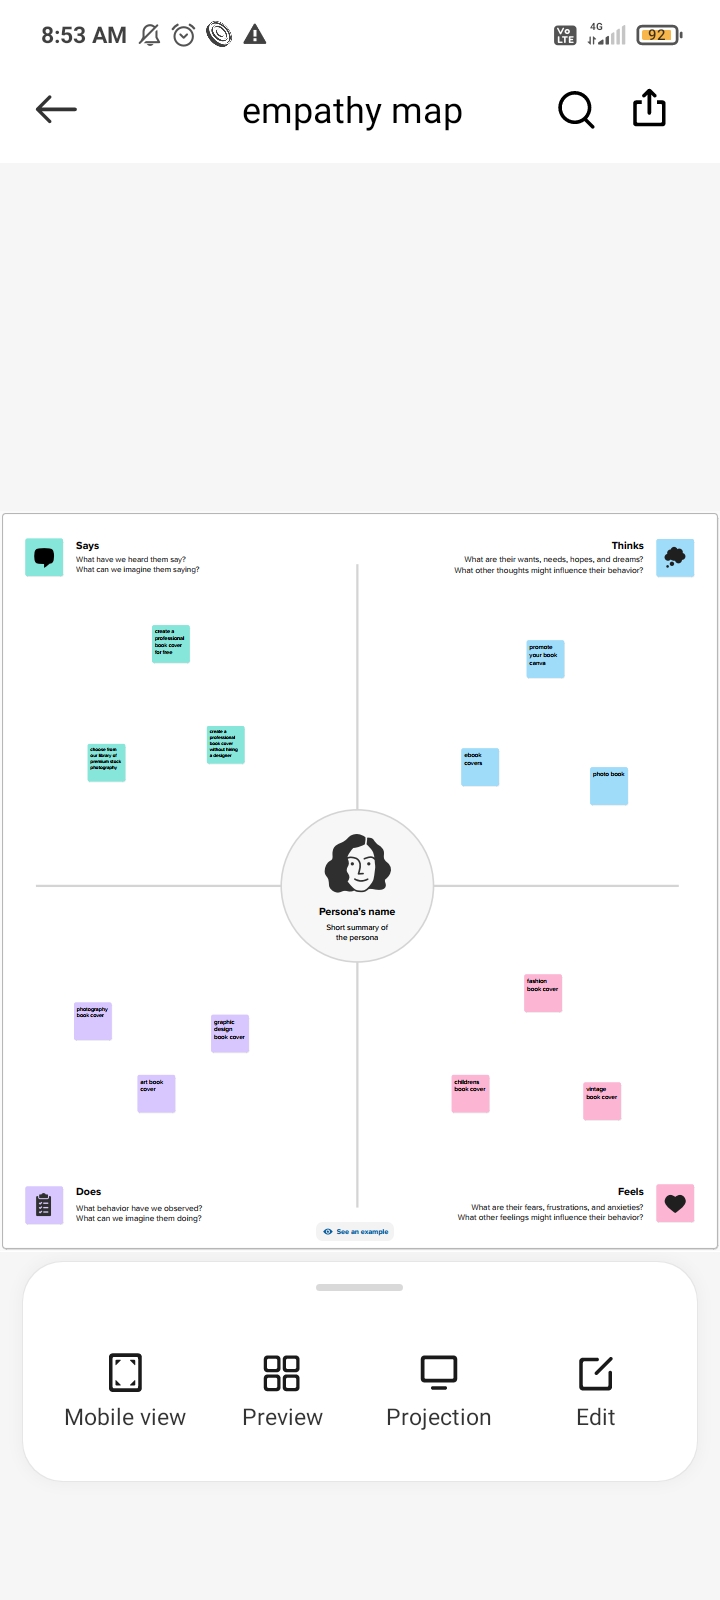 8:53 AM
Vo
LTE
4G
92
empathy map
Says
What have we heard them say?
What can we imagine them saying?
Thinks
What are their wants, needs, hopes, and dreams?
What other thoughts might influence their behavior?
create a
professional
book cover
for free
promote
your book
canva
create a
professional
book cover
without hiring
a designer
choose from
our library of
premium stock
photography
ebook
covers
photo book
Persona's name
Short summary of
the persona
fashion
book cover
photography
book cover
graphic
design
book cover
art book
cover
childrens
book cover
vintage
book cover
Does
What behavior have we observed?
What can we imagine them doing?
Feels
What are their fears, frustrations, and anxieties?
What other feelings might influence their behavior?
See an example
Mobile view
Preview
Projection
Edit